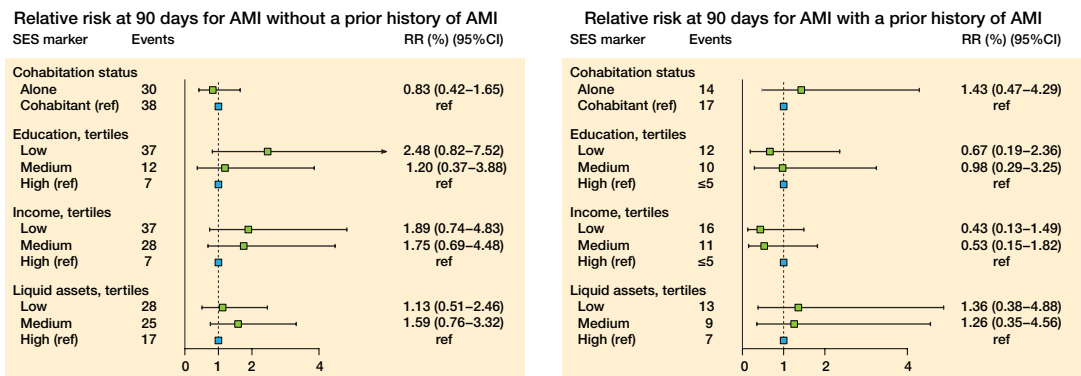 Relative risk at 90 days for AMI without a prior history of AMI
SES marker Events RR (%) (95%CI)
Cohabitation status
Alone 30 0.83 (0.42–1.65)
Cohabitant (ref) 38 ref
Education, tertiles
Low 37 2.48 (0.82–7.52)
Medium 12 1.20 (0.37–3.88)
High (ref) 7 ref
Income, tertiles
Low 37 1.89 (0.74–4.83)
Medium 28 1.75 (0.69–4.48)
High (ref) 7 ref
Liquid assets, tertiles
Low 28 1.13 (0.51–2.46)
Medium 25 1.59 (0.76–3.32)
High (ref) 17 ref
0 1 2 4
Relative risk at 90 days for AMI with a prior history of AMI
SES marker Events RR (%) (95%CI)
Cohabitation status
Alone 14 1.43 (0.47–4.29)
Cohabitant (ref) 17 ref
Education, tertiles
Low 12 0.67 (0.19–2.36)
Medium 10 0.98 (0.29–3.25)
High (ref) ≤5 ref
Income, tertiles
Low 16 0.43 (0.13–1.49)
Medium 11 0.53 (0.15–1.82)
High (ref) ≤5 ref
Liquid assets, tertiles
Low 13 1.36 (0.38–4.88)
Medium 9 1.26 (0.35–4.56)
High (ref) 7 ref
0 1 2 4